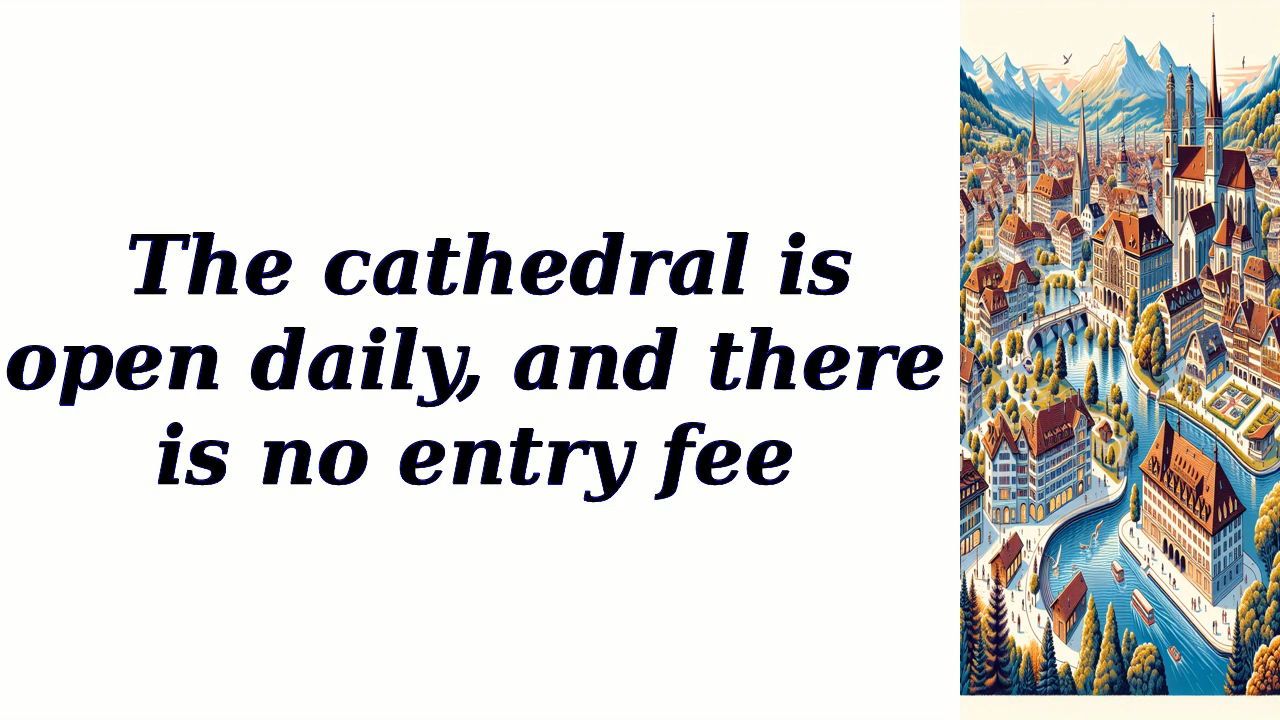 The cathedral is
open daily, and there
is no entry fee